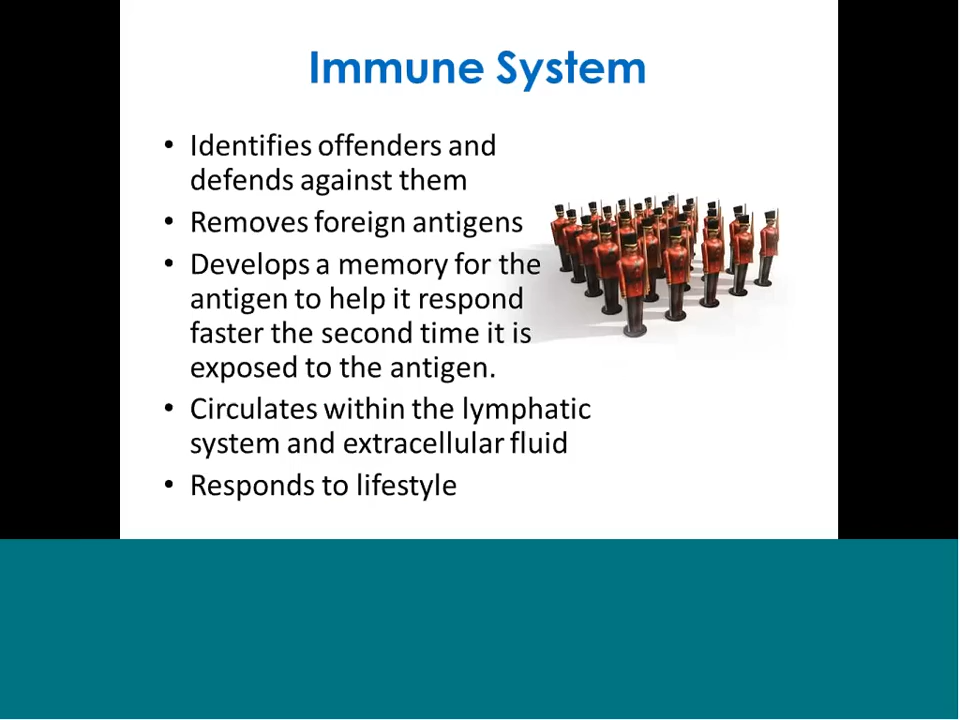 Immune System
• Identifies offenders and
defends against them
• Removes foreign antigens
• Develops a memory for the
antigen to help it respond
faster the second time it is
exposed to the antigen.
• Circulates within the lymphatic
system and extracellular fluid
• Responds to lifestyle